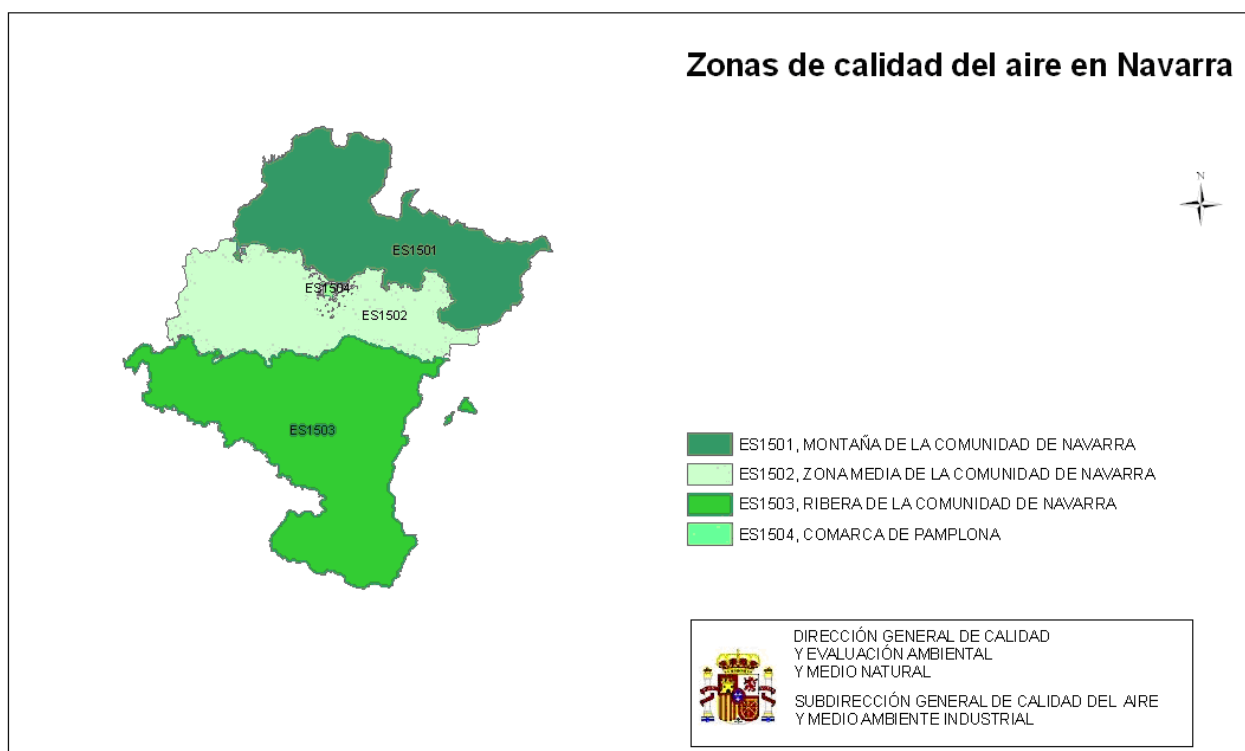 Zonas de calidad del aire en Navarra
N
ES1501
ES1504
ES1502
ES1503
ES1501, MONTAÑA DE LA COMUNIDAD DE NAVARRA
ES1502, ZONA MEDIA DE LA COMUNIDAD DE NAVARRA
ES1503, RIBERA DE LA COMUNIDAD DE NAVARRA
ES1504, COMARCA DE PAMPLONA
DIRECCIÓN GENERAL DE CALIDAD
Y EVALUACIÓN AMBIENTAL
Y MEDIO NATURAL
SUBDIRECCIÓN GENERAL DE CALIDAD DEL AIRE
Y MEDIO AMBIENTE INDUSTRIAL